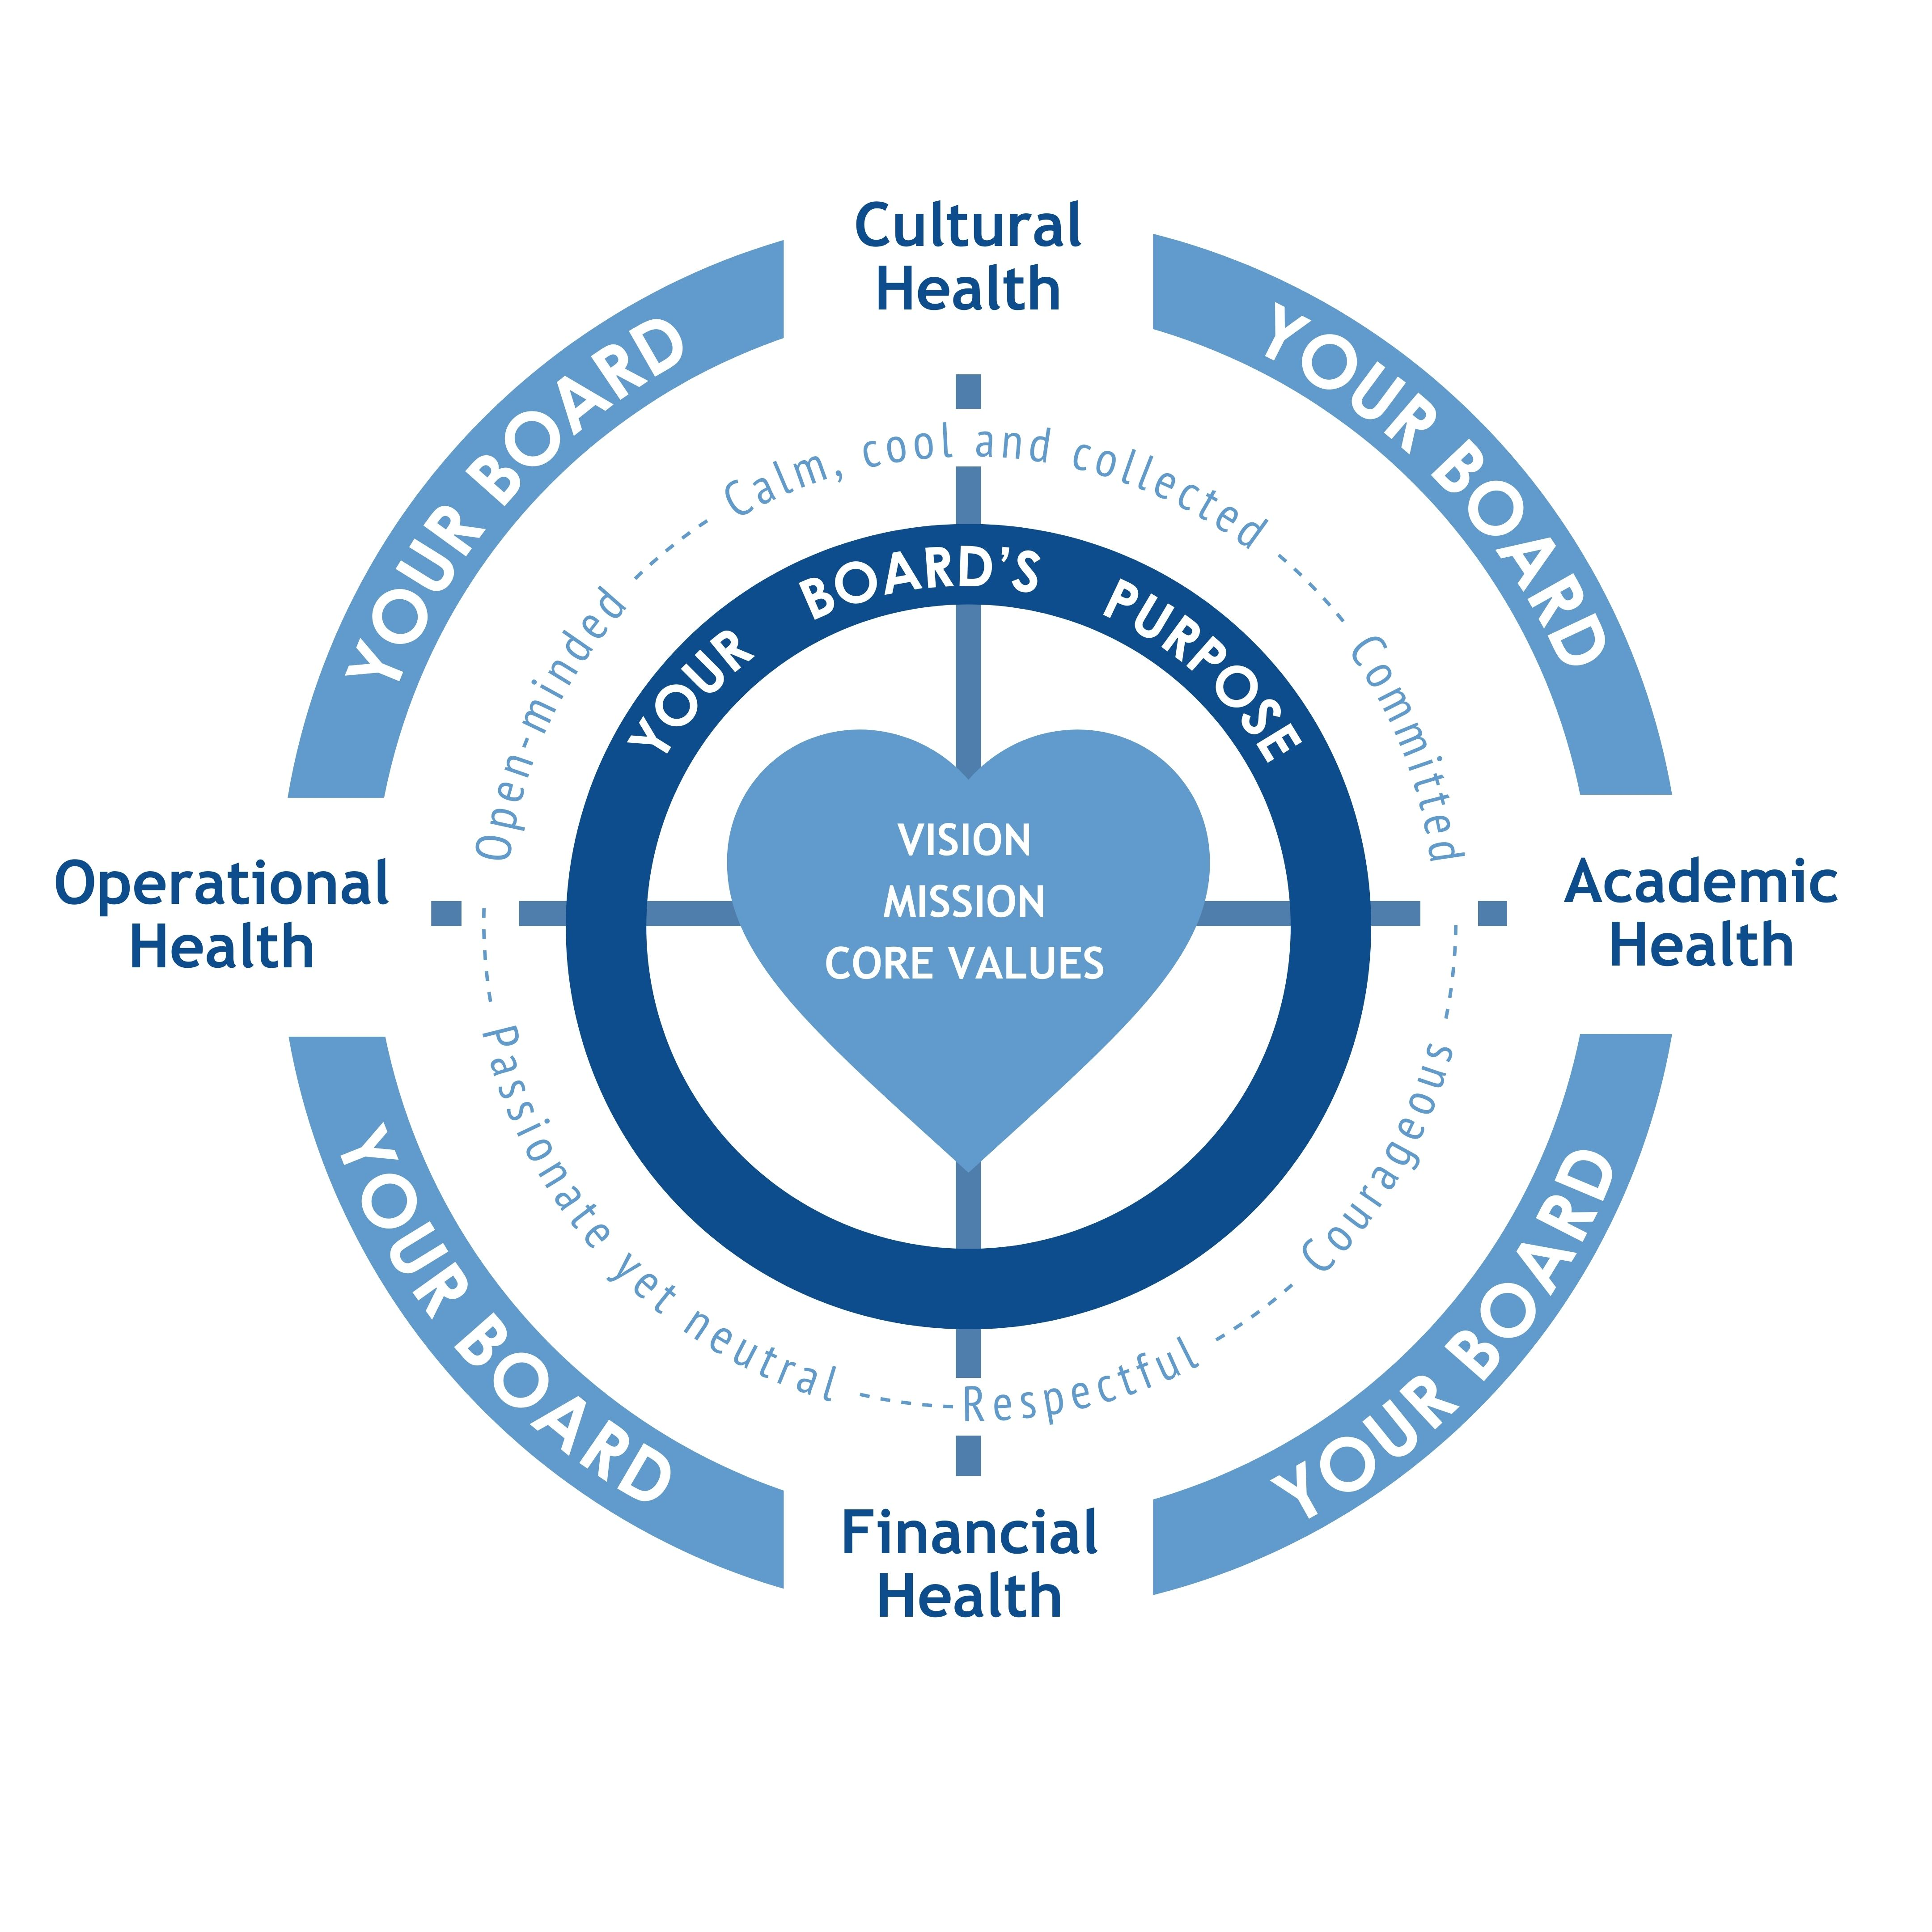 Cultural
Health
YOUR BOARD
YOUR BOARD
Calm, cool and collected
Open-minded
Committed
YOUR BOARD'S PURPOSE
VISION
MISSION
CORE VALUES
Operational
Health
Academic
Health
Passionate yet neutral
Courageous
Respectful
YOUR BOARD
YOUR BOARD
Financial
Health